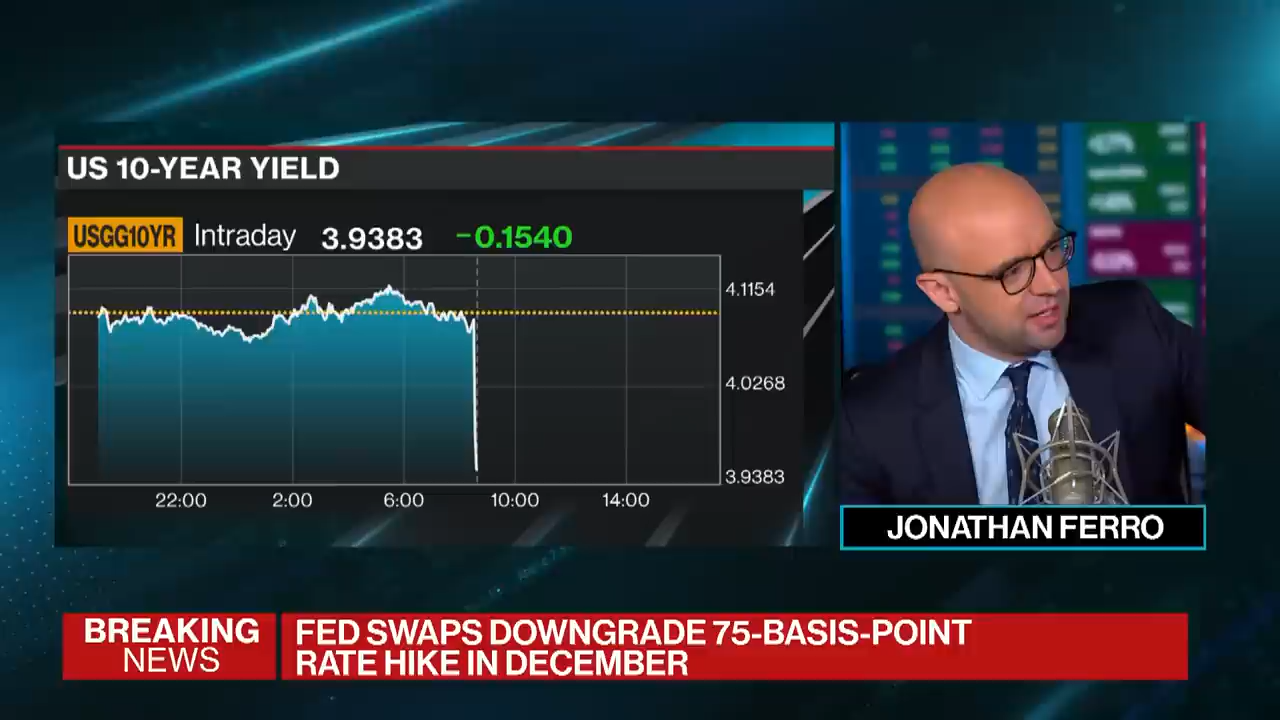 US 10-YEAR YIELD
USGG10YR Intraday 3.9383 -0.1540
4.1154
4.0268
3.9383
22:00 2:00 6:00 10:00 14:00
JONATHAN FERRO
BREAKING
NEWS
FED SWAPS DOWNGRADE 75-BASIS-POINT
RATE HIKE IN DECEMBER